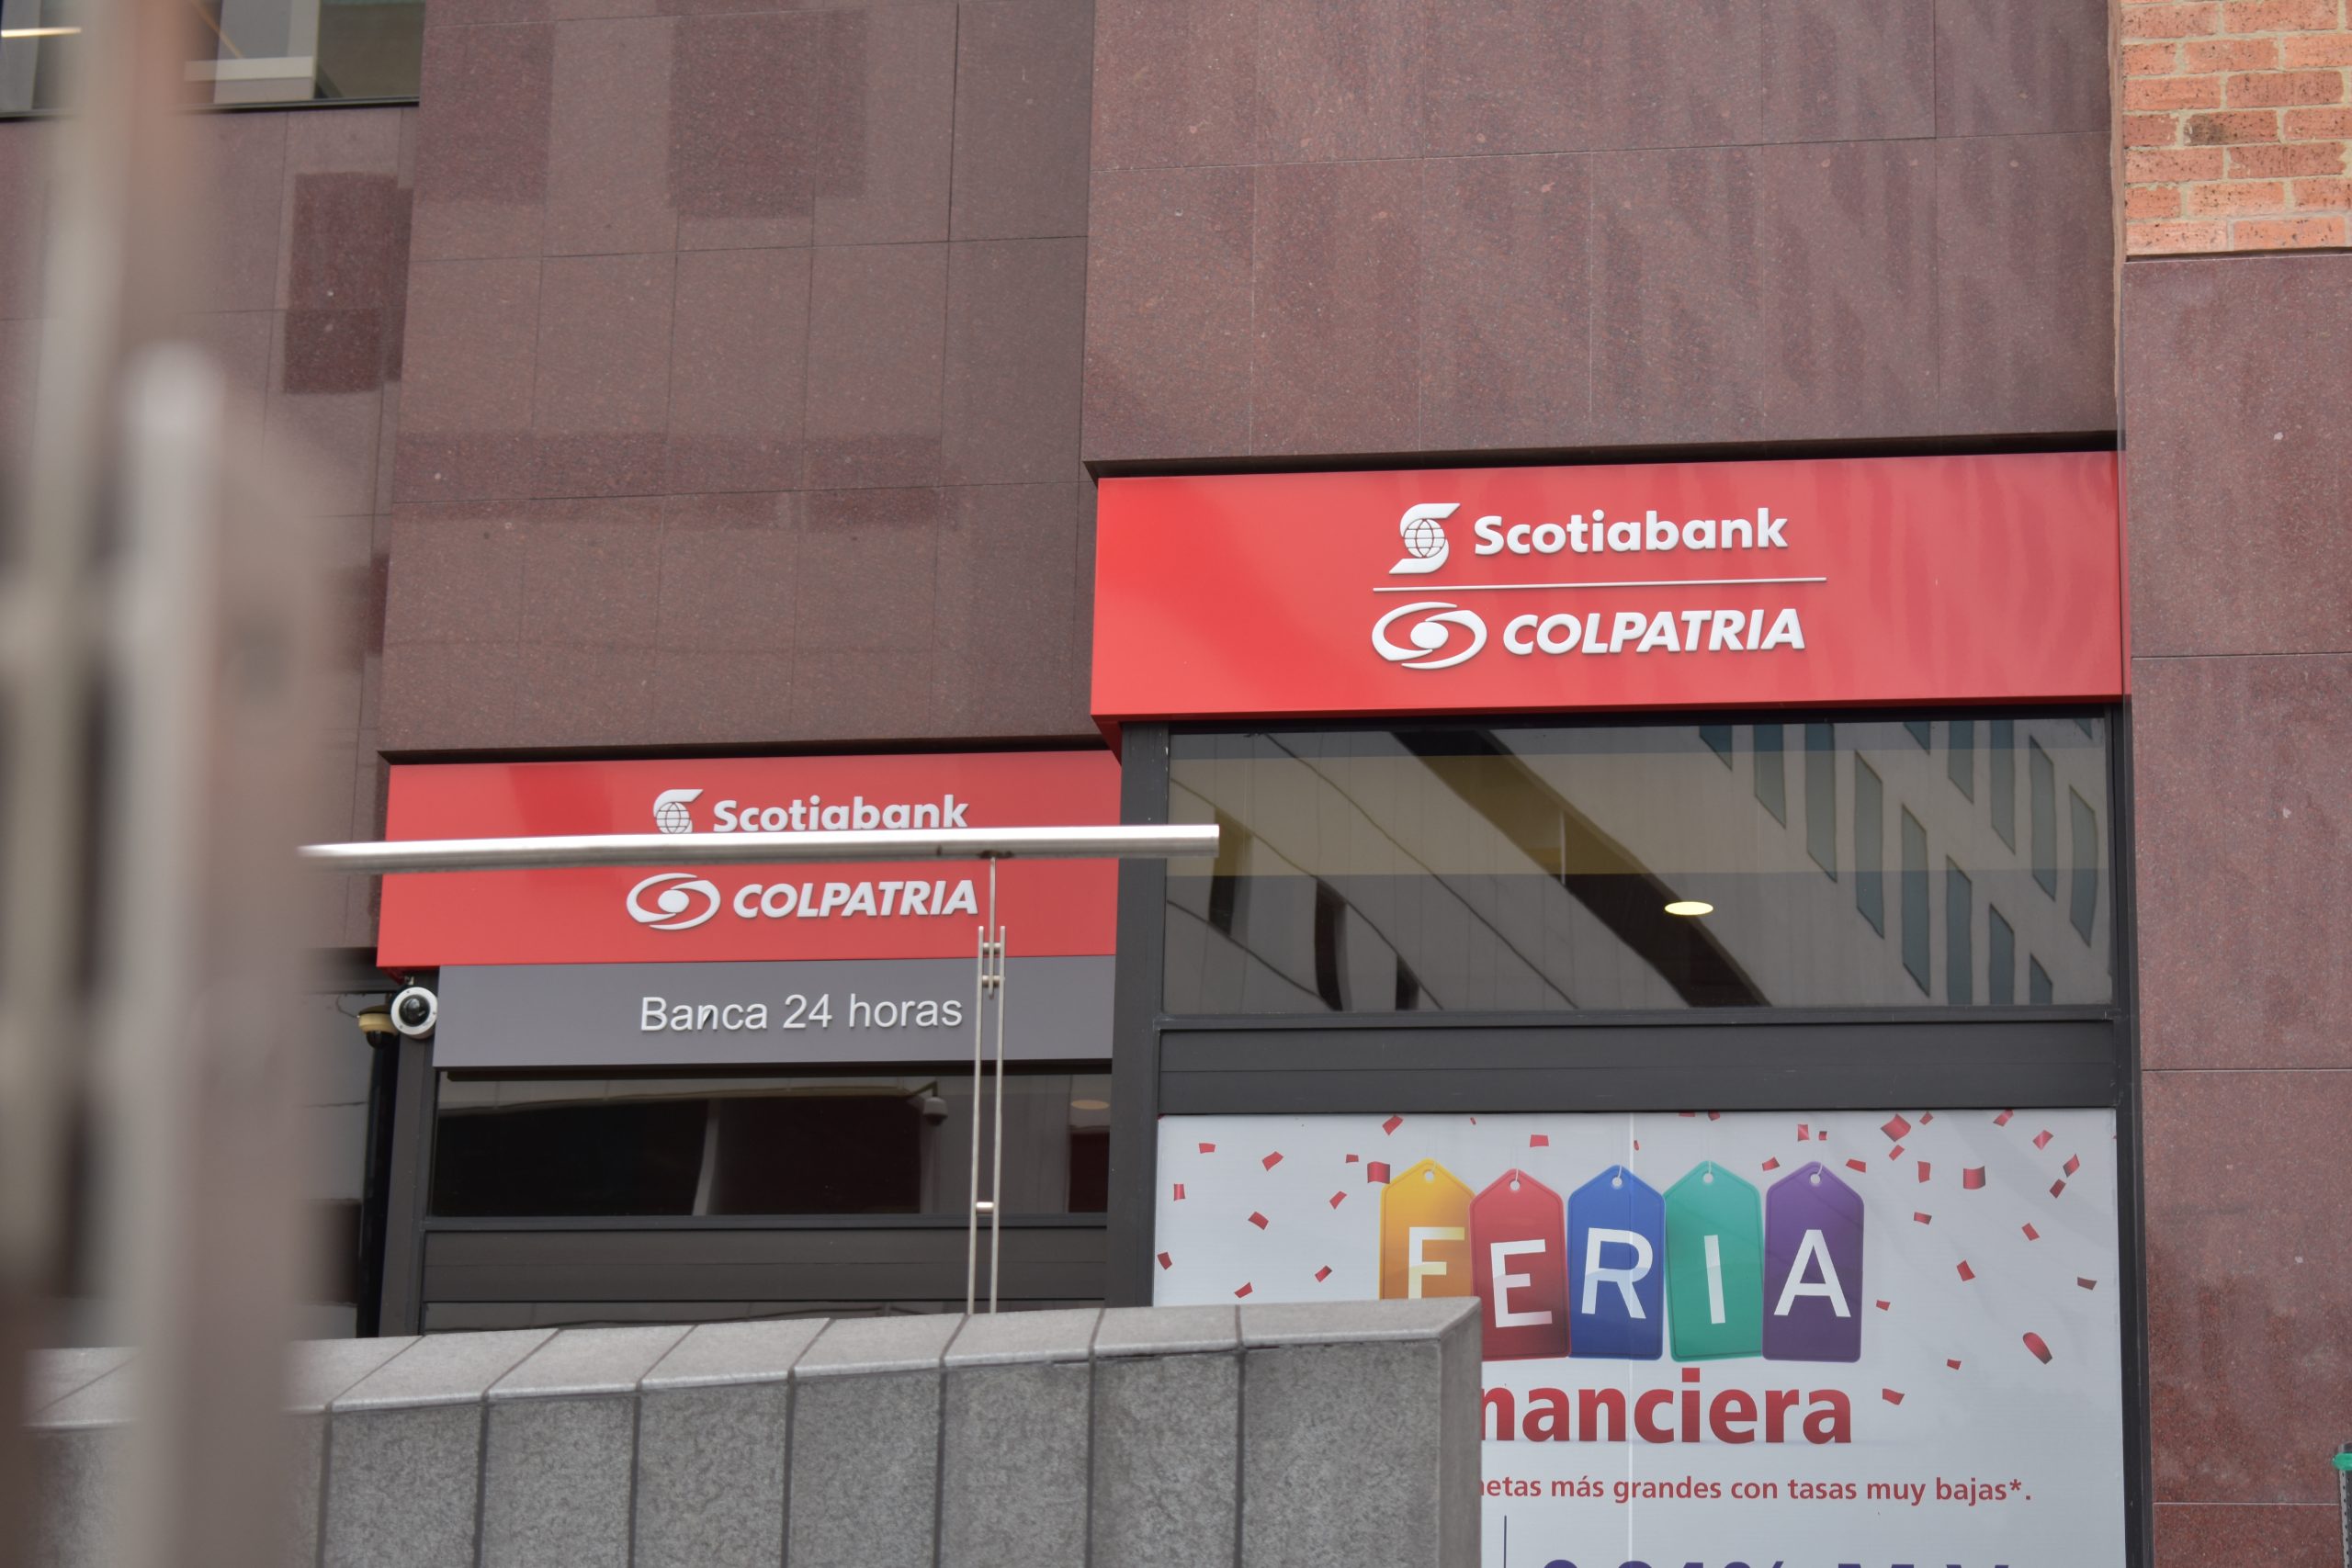 Scotiabank
COLPATRIA
Scotiabank
COLPATRIA
Banca 24 horas
FERIA
nanciera
etas más grandes con tasas muy bajas*.